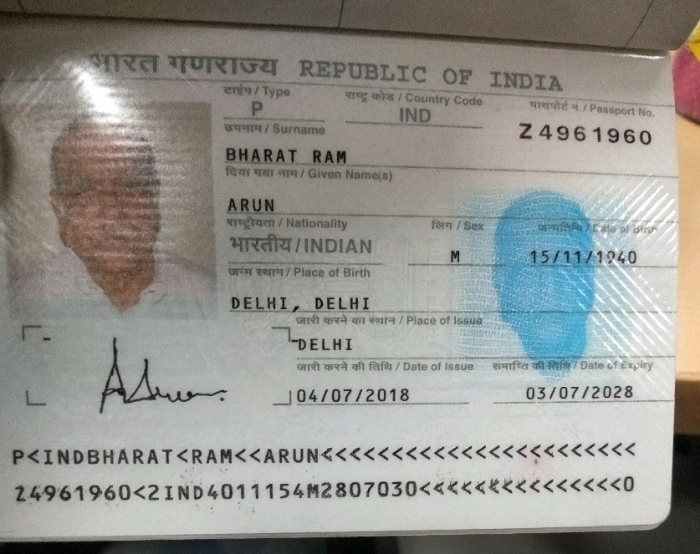 भारत गणराज्य REPUBLIC OF INDIA
टाईप / Type राष्ट्र कोड / Country Code पासपोर्ट नं. / Passport No.
P IND Z4961960
उपनाम / Surname
BHARAT RAM
दिया गया नाम / Given Name(s)
ARUN
राष्ट्रीयता / Nationality लिंग / Sex जन्मतिथि / Date of Birth
भारतीय / INDIAN M 15/11/1940
जन्म स्थान / Place of Birth
DELHI, DELHI
जारी करने का स्थान / Place of Issue
DELHI
जारी करने की तिथि / Date of Issue समाप्ति की तिथि / Date of Expiry
04/07/2018 03/07/2028
P<INDBHARAT<RAM<<ARUN<<<<<<<<<<<<<<<<<<<<<<<
Z4961960<2IND4011154M2807030<<<<<<<<<<<<<<<0